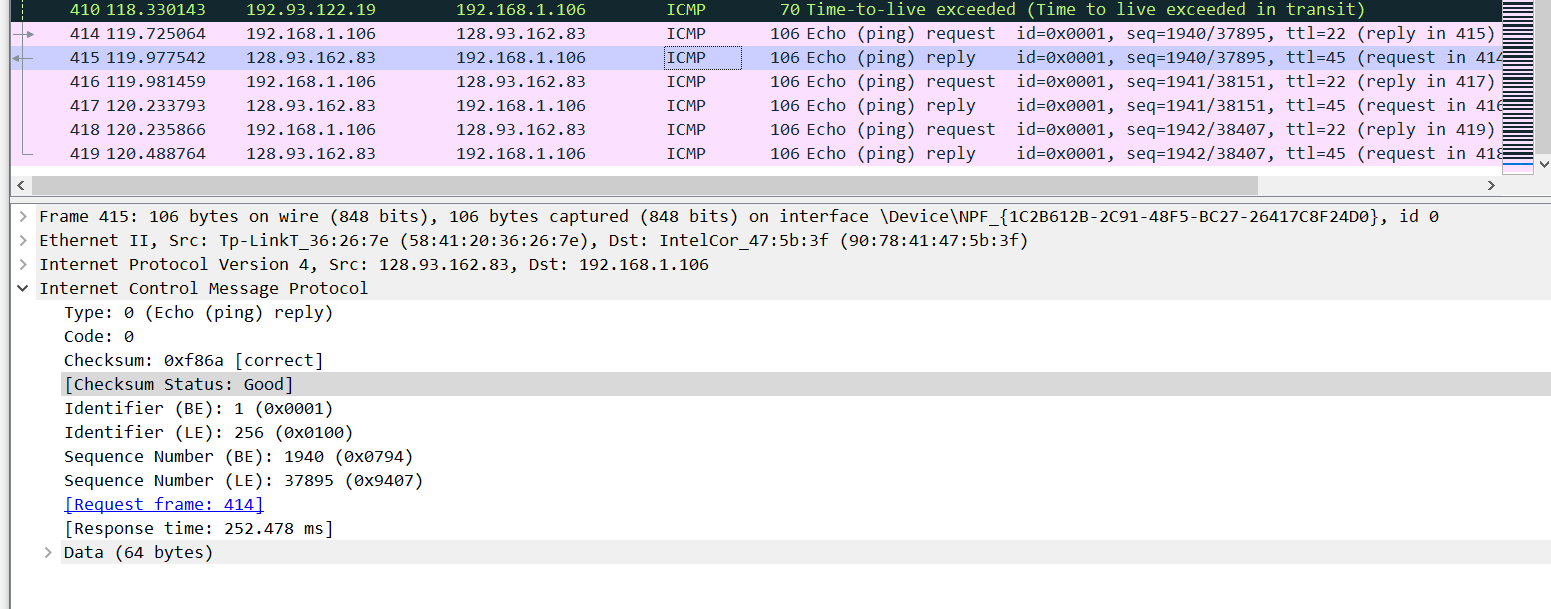 410 118.330143 192.93.122.19 192.168.1.106 ICMP 70 Time-to-live exceeded (Time to live exceeded in transit)
414 119.725064 192.168.1.106 128.93.162.83 ICMP 106 Echo (ping) request id=0x0001, seq=1940/37895, ttl=22 (reply in 415)
415 119.977542 128.93.162.83 192.168.1.106 ICMP 106 Echo (ping) reply id=0x0001, seq=1940/37895, ttl=45 (request in 414
416 119.981459 192.168.1.106 128.93.162.83 ICMP 106 Echo (ping) request id=0x0001, seq=1941/38151, ttl=22 (reply in 417)
417 120.233793 128.93.162.83 192.168.1.106 ICMP 106 Echo (ping) reply id=0x0001, seq=1941/38151, ttl=45 (request in 416
418 120.235866 192.168.1.106 128.93.162.83 ICMP 106 Echo (ping) request id=0x0001, seq=1942/38407, ttl=22 (reply in 419)
419 120.488764 128.93.162.83 192.168.1.106 ICMP 106 Echo (ping) reply id=0x0001, seq=1942/38407, ttl=45 (request in 418
Frame 415: 106 bytes on wire (848 bits), 106 bytes captured (848 bits) on interface \Device\NPF_{1C2B612B-2C91-48F5-BC27-26417C8F24D0}, id 0
Ethernet II, Src: Tp-LinkT_36:26:7e (58:41:20:36:26:7e), Dst: IntelCor_47:5b:3f (90:78:41:47:5b:3f)
Internet Protocol Version 4, Src: 128.93.162.83, Dst: 192.168.1.106
Internet Control Message Protocol
Type: 0 (Echo (ping) reply)
Code: 0
Checksum: 0xf86a [correct]
[Checksum Status: Good]
Identifier (BE): 1 (0x0001)
Identifier (LE): 256 (0x0100)
Sequence Number (BE): 1940 (0x0794)
Sequence Number (LE): 37895 (0x9407)
[Request frame: 414]
[Response time: 252.478 ms]
Data (64 bytes)